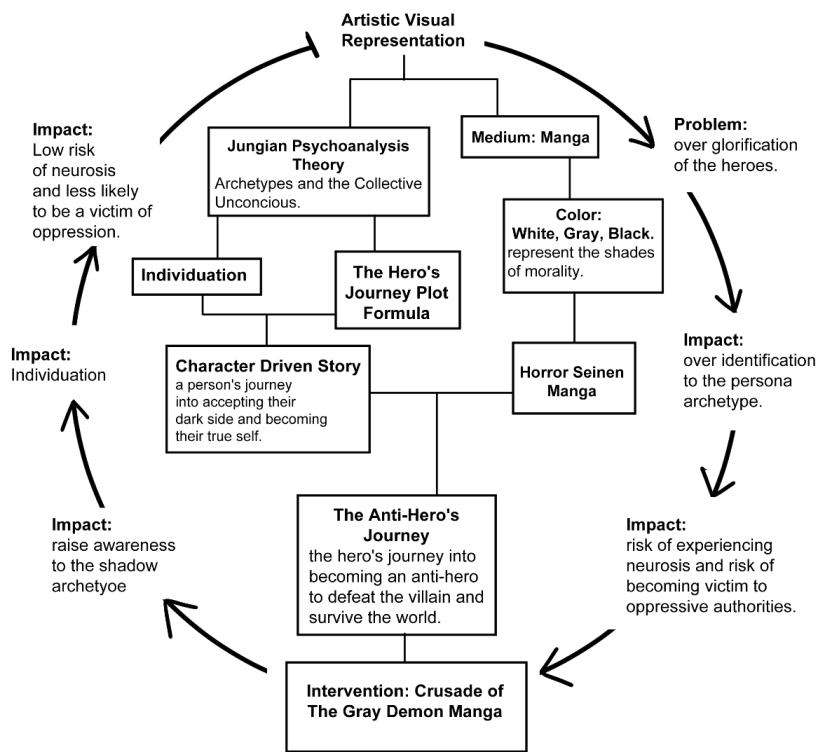 Artistic Visual
Representation
Problem:
over glorification
of the heroes.
Impact:
over identification
to the persona
archetype.
Impact:
risk of experiencing
neurosis and risk of
becoming victim to
oppressive authorities.
Jungian Psychoanalysis
Theory
Archetypes and the Collective
Unconcious.
Medium: Manga
Color:
White, Gray, Black.
represent the shades
of morality.
Individuation
The Hero's
Journey Plot
Formula
Character Driven Story
a person's journey
into accepting their
dark side and becoming
their true self.
Horror Seinen
Manga
The Anti-Hero's
Journey
the hero's journey into
becoming an anti-hero
to defeat the villain and
survive the world.
Intervention: Crusade of
The Gray Demon Manga
Impact:
raise awareness
to the shadow
archetyoe
Impact:
Individuation
Impact:
Low risk
of neurosis
and less likely
to be a victim of
oppression.